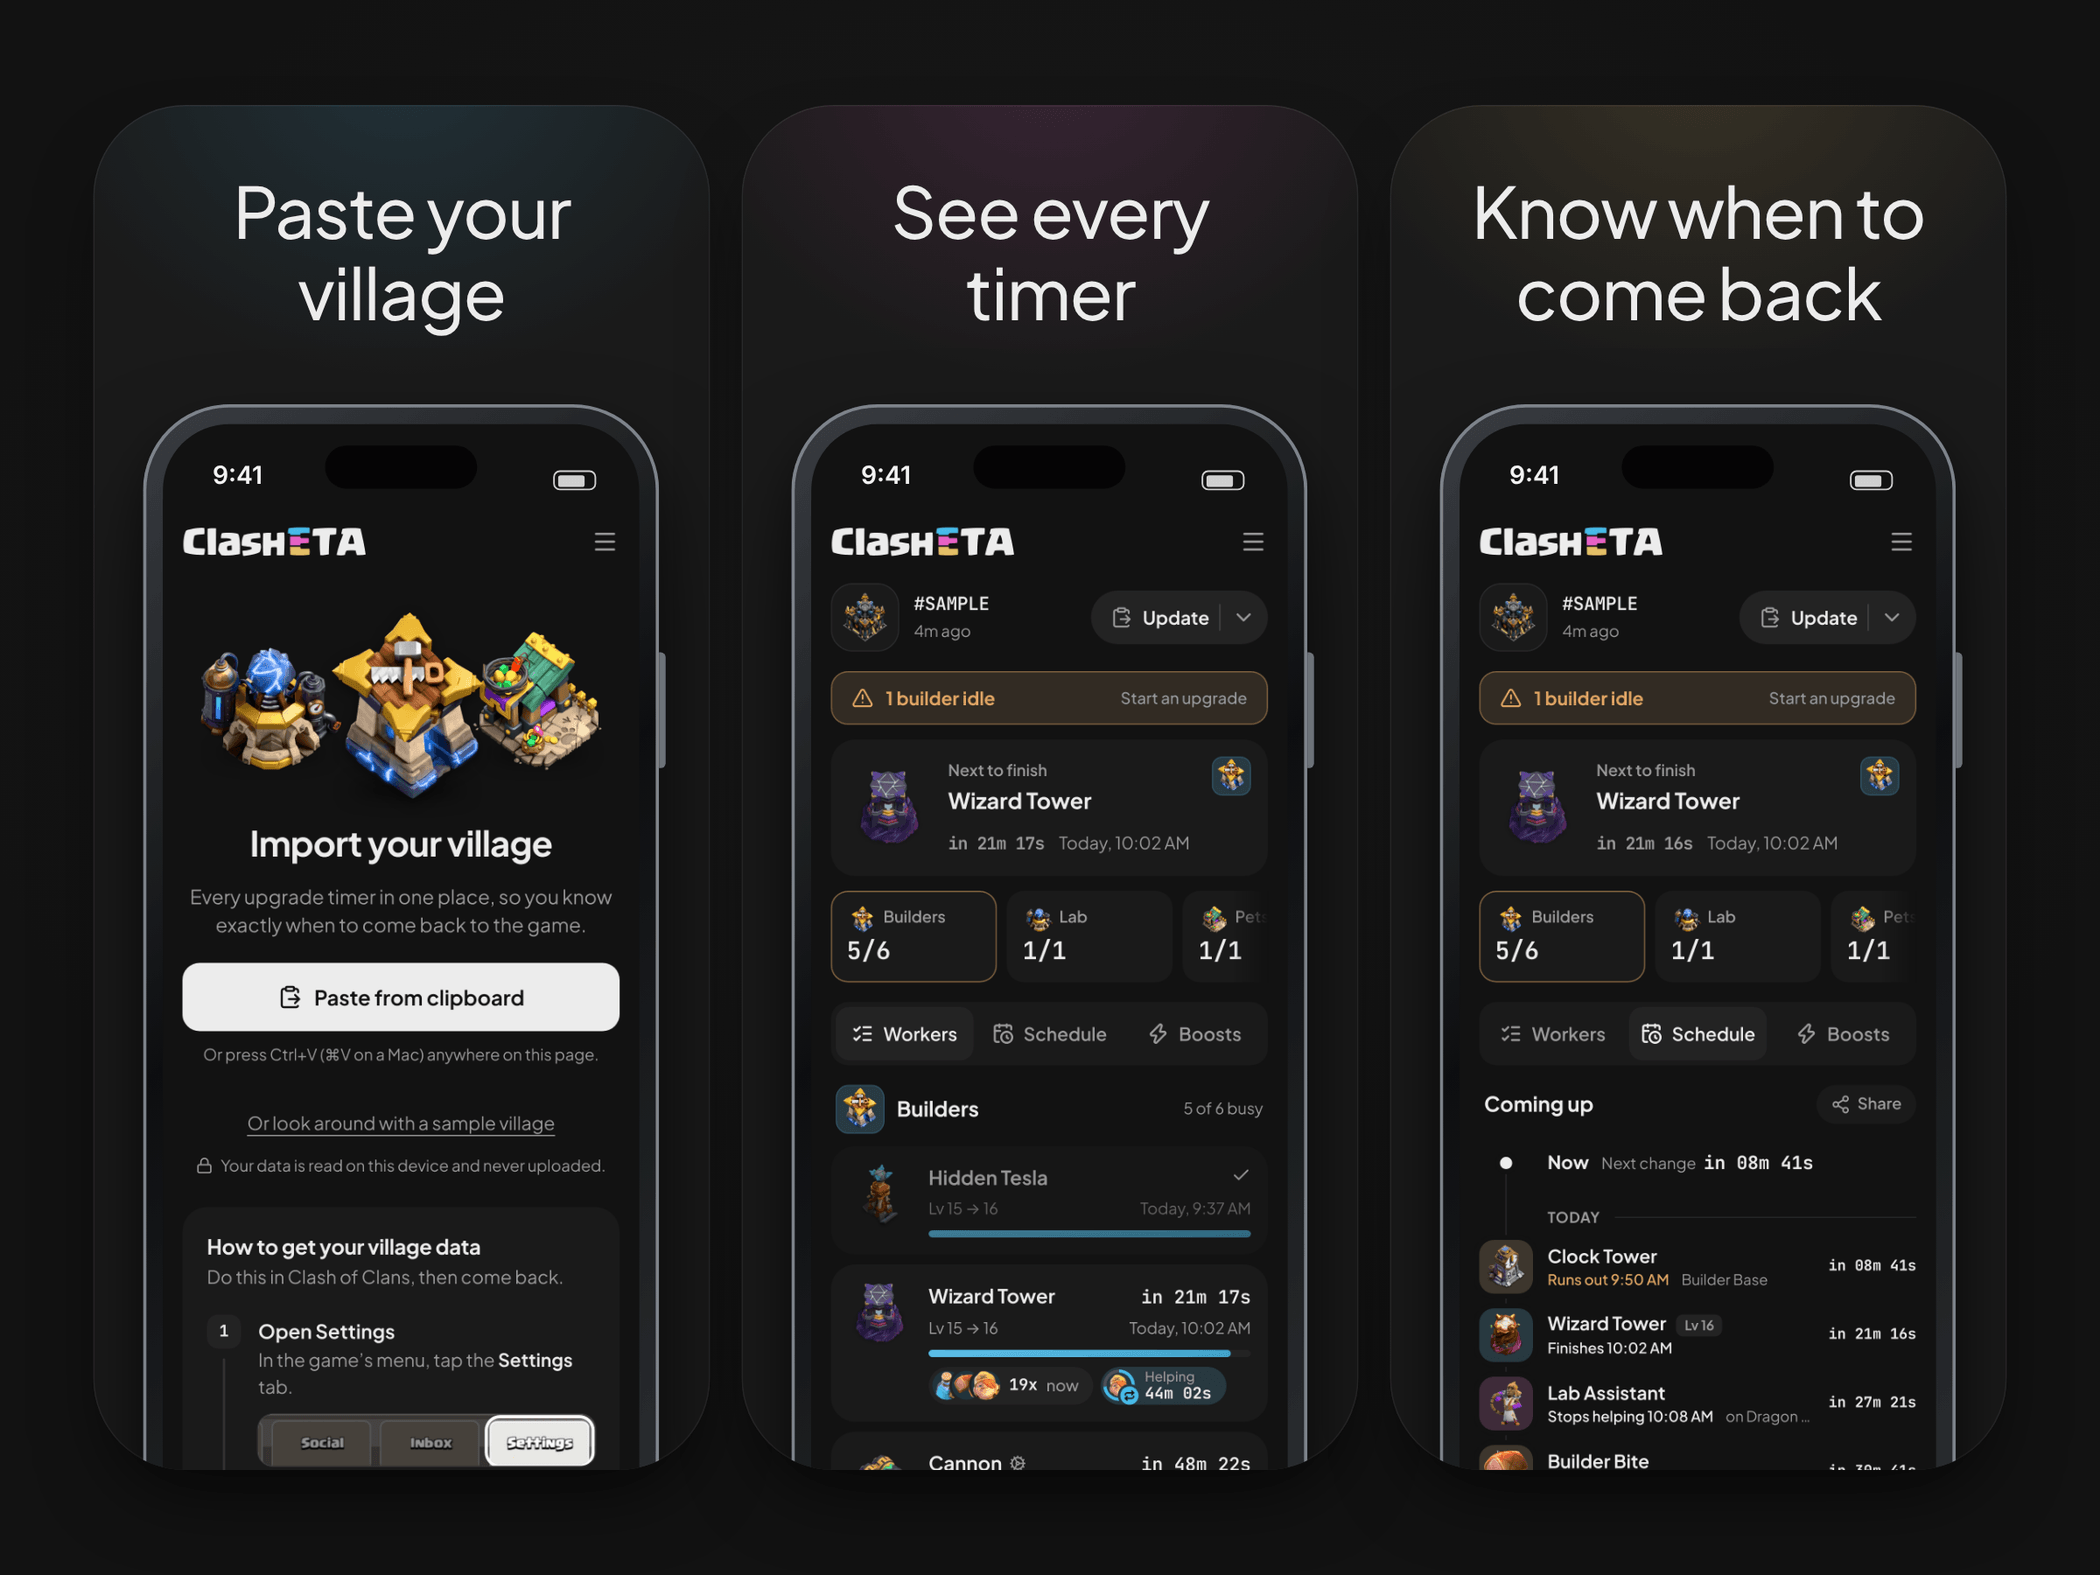 Paste your
village
9:41
ClashETA
Import your village
Every upgrade timer in one place, so you know
exactly when to come back to the game.
Paste from clipboard
Or press Ctrl+V (⌘V on a Mac) anywhere on this page.
Or look around with a sample village
Your data is read on this device and never uploaded.
How to get your village data
Do this in Clash of Clans, then come back.
1
Open Settings
In the game's menu, tap the Settings
tab.
Social Inbox Settings
See every
timer
9:41
ClashETA
#SAMPLE
4m ago
Update
1 builder idle Start an upgrade
Next to finish
Wizard Tower
in 21m 17s Today, 10:02 AM
Builders Lab Pets
5/6 1/1 1/1
Workers Schedule Boosts
Builders 5 of 6 busy
Hidden Tesla
Lv 15 → 16 Today, 9:37 AM
Wizard Tower in 21m 17s
Lv 15 → 16 Today, 10:02 AM
19x now
Helping
44m 02s
Cannon in 48m 22s
Know when to
come back
9:41
ClashETA
#SAMPLE
4m ago
Update
1 builder idle Start an upgrade
Next to finish
Wizard Tower
in 21m 16s Today, 10:02 AM
Builders Lab Pets
5/6 1/1 1/1
Workers Schedule Boosts
Coming up Share
Now Next change in 08m 41s
TODAY
Clock Tower
Runs out 9:50 AM Builder Base
in 08m 41s
Wizard Tower Lv 16
Finishes 10:02 AM
in 21m 16s
Lab Assistant
Stops helping 10:08 AM on Dragon ...
in 27m 21s
Builder Bite